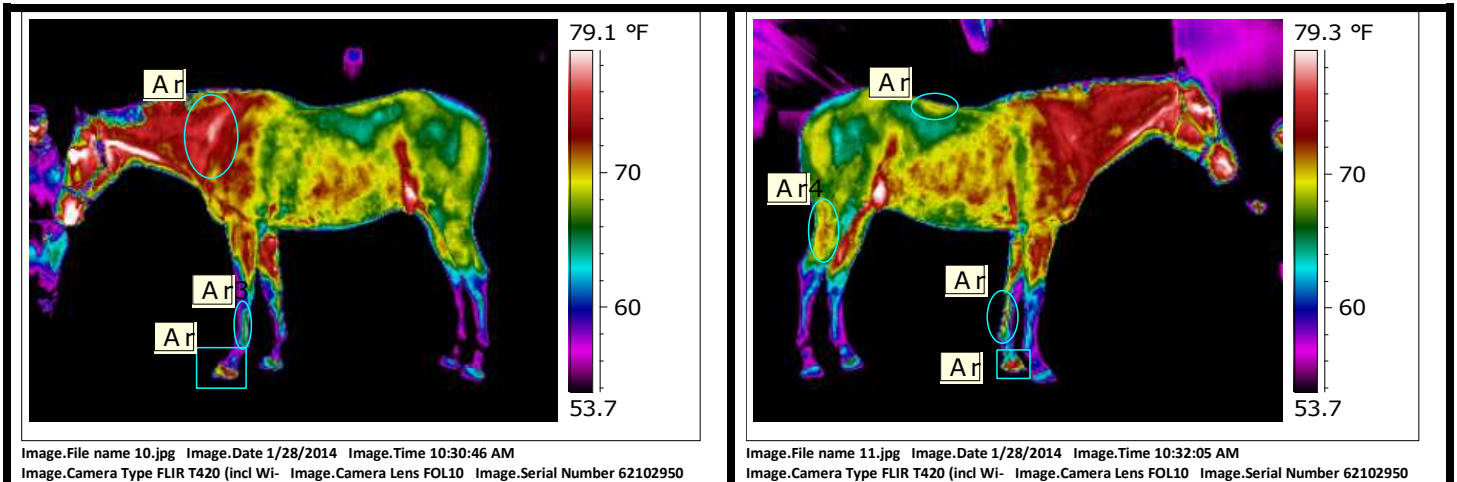 79.1 °F
Ar
70
Ar3
60
Ar
53.7
Image.File name 10.jpg Image.Date 1/28/2014 Image.Time 10:30:46 AM
Image.Camera Type FLIR T420 (incl Wi- Image.Camera Lens FOL10 Image.Serial Number 62102950
79.3 °F
Ar
70
Ar4
Ar
60
Ar
53.7
Image.File name 11.jpg Image.Date 1/28/2014 Image.Time 10:32:05 AM
Image.Camera Type FLIR T420 (incl Wi- Image.Camera Lens FOL10 Image.Serial Number 62102950